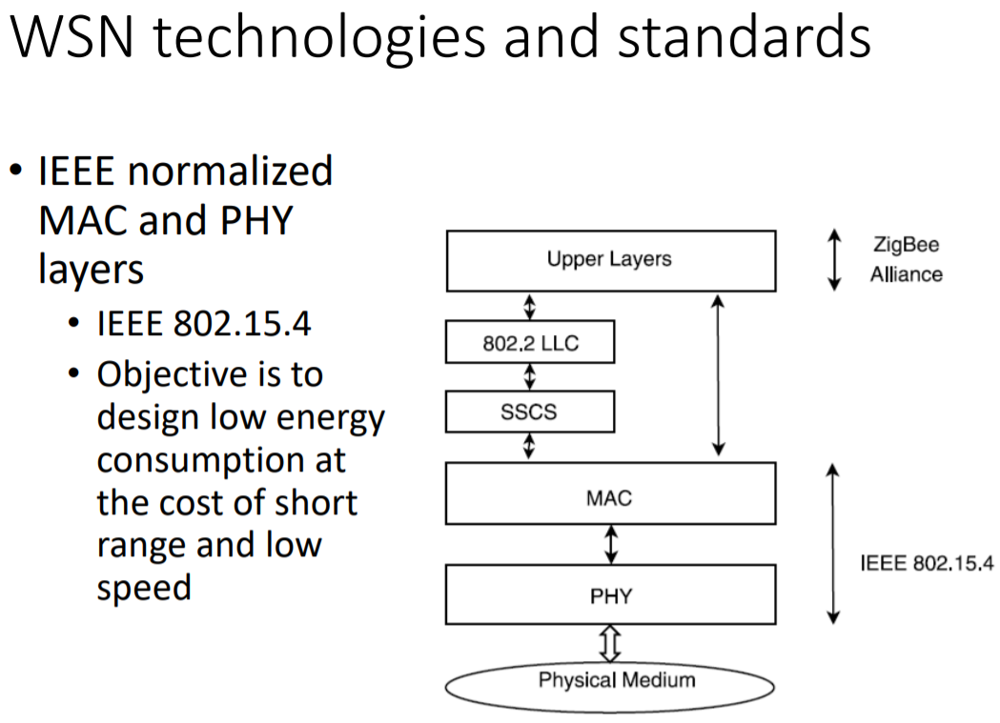 WSN technologies and standards
• IEEE normalized
MAC and PHY
layers
• IEEE 802.15.4
• Objective is to
design low energy
consumption at
the cost of short
range and low
speed
Upper Layers
ZigBee
Alliance
802.2 LLC
SSCS
MAC
IEEE 802.15.4
PHY
Physical Medium